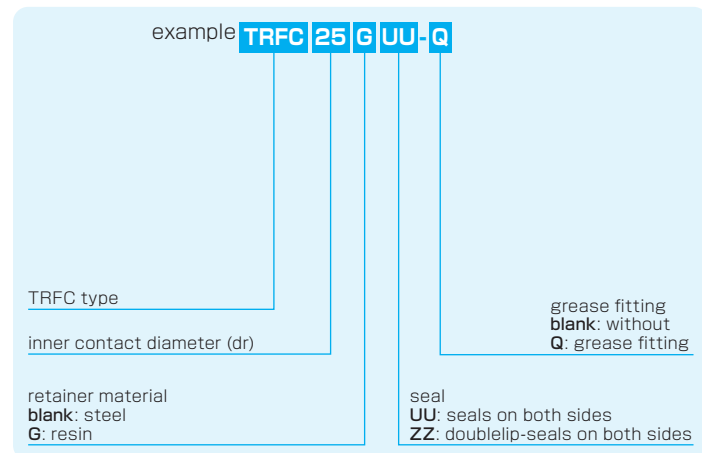 example TRFC 25 G UU - Q
TRFC type
inner contact diameter (dr)
retainer material
blank: steel
G: resin
grease fitting
blank: without
Q: grease fitting
seal
UU: seals on both sides
ZZ: doublelip-seals on both sides